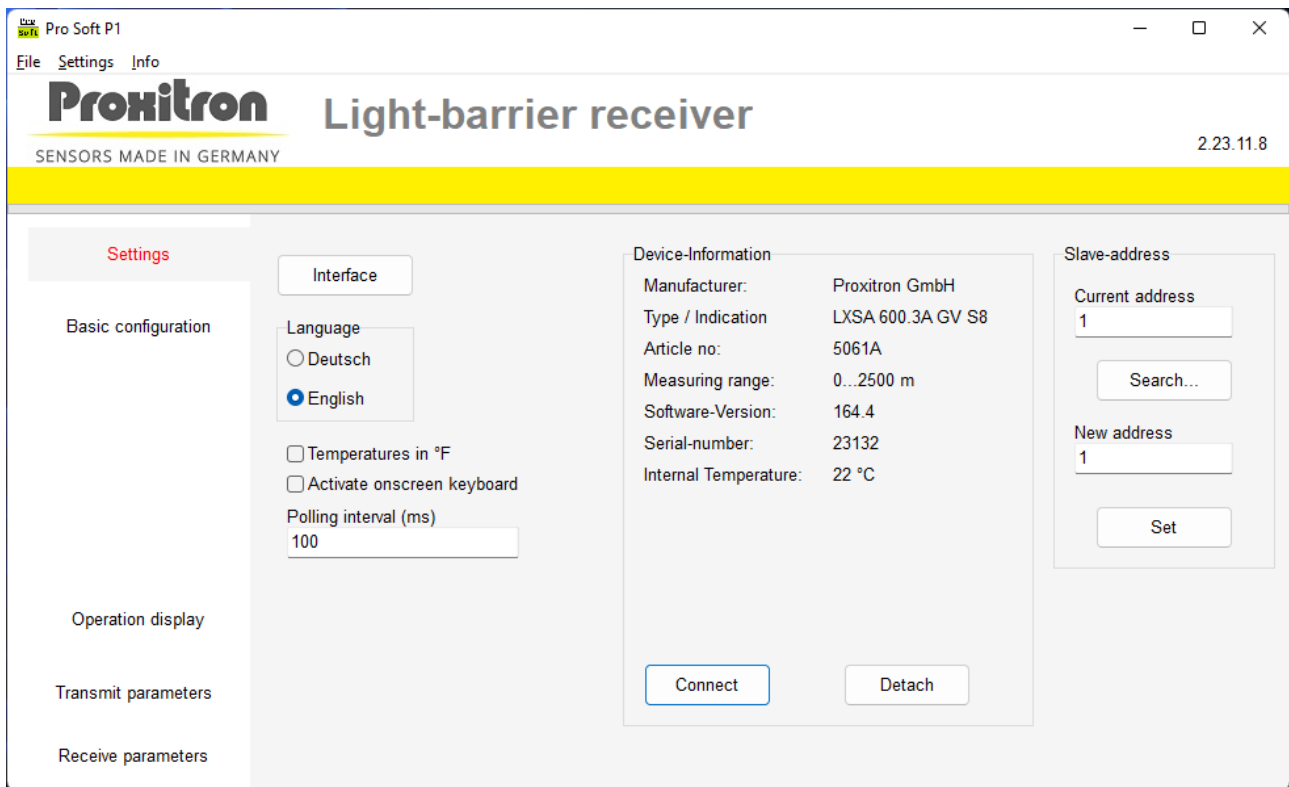 Pro Soft P1
File Settings Info
Proxitron
SENSORS MADE IN GERMANY
Light-barrier receiver
2.23.11.8
Settings
Basic configuration
Operation display
Transmit parameters
Receive parameters
Interface
Language
Deutsch
English
Temperatures in °F
Activate onscreen keyboard
Polling interval (ms)
100
Device-Information
Manufacturer: Proxitron GmbH
Type / Indication LXSA 600.3A GV S8
Article no: 5061A
Measuring range: 0...2500 m
Software-Version: 164.4
Serial-number: 23132
Internal Temperature: 22 °C
Connect Detach
Slave-address
Current address
1
Search...
New address
1
Set